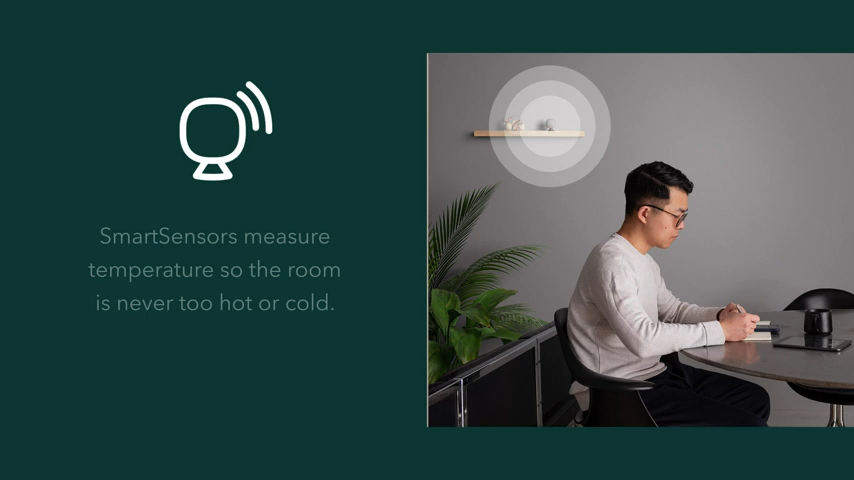 SmartSensors measure
temperature so the room
is never too hot or cold.